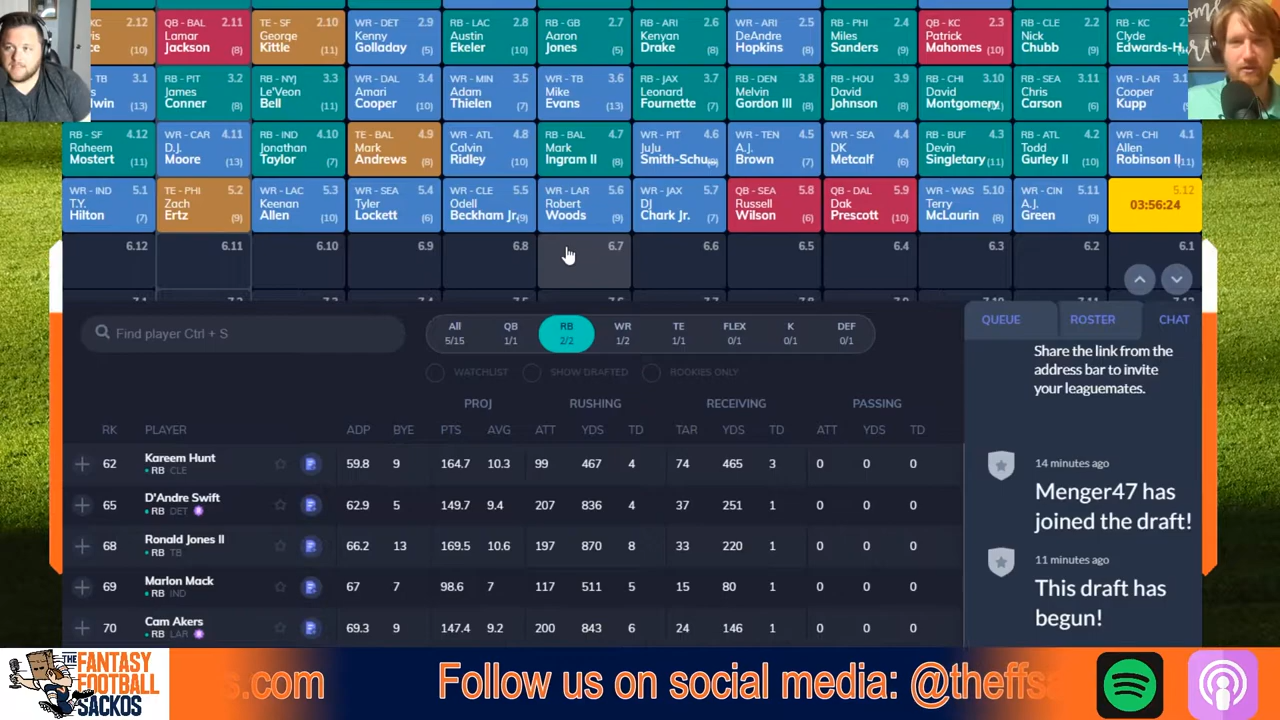 KC 2.12
(10)
QB - BAL 2.11
Lamar
Jackson (8)
TE - SF 2.10
George
Kittle (11)
WR - DET 2.9
Kenny
Golladay (5)
RB - LAC 2.8
Austin
Ekeler (10)
RB - GB 2.7
Aaron
Jones (5)
RB - ARI 2.6
Kenyan
Drake (8)
WR - ARI 2.5
DeAndre
Hopkins (8)
RB - PHI 2.4
Miles
Sanders (9)
QB - KC 2.3
Patrick
Mahomes (10)
RB - CLE 2.2
Nick
Chubb (9)
RB - KC
Clyde
Edwards-H
TB 3.1
(13)
RB - PIT 3.2
James
Conner (8)
RB - NYJ 3.3
Le'Veon
Bell (11)
WR - DAL 3.4
Amari
Cooper (10)
WR - MIN 3.5
Adam
Thielen (7)
WR - TB 3.6
Mike
Evans (13)
RB - JAX 3.7
Leonard
Fournette (7)
RB - DEN 3.8
Melvin
Gordon III (8)
RB - HOU 3.9
David
Johnson (8)
RB - CHI 3.10
David
Montgomery (11)
RB - SEA 3.11
Chris
Carson (6)
WR - LAR
Cooper
Kupp (9)
RB - SF 4.12
Raheem
Mostert (11)
WR - CAR 4.11
D.J.
Moore (13)
RB - IND 4.10
Jonathan
Taylor (7)
TE - BAL 4.9
Mark
Andrews (8)
WR - ATL 4.8
Calvin
Ridley (10)
RB - BAL 4.7
Mark
Ingram II (8)
WR - PIT 4.6
JuJu
Smith-Schu... (8)
WR - TEN 4.5
A.J.
Brown (7)
WR - SEA 4.4
DK
Metcalf (6)
RB - BUF 4.3
Devin
Singletary (11)
RB - ATL 4.2
Todd
Gurley II (10)
WR - CHI 4.1
Allen
Robinson II (11)
WR - IND 5.1
T.Y.
Hilton (7)
TE - PHI 5.2
Zach
Ertz (9)
WR - LAC 5.3
Keenan
Allen (10)
WR - SEA 5.4
Tyler
Lockett (6)
WR - CLE 5.5
Odell
Beckham Jr. (9)
WR - LAR 5.6
Robert
Woods (9)
WR - JAX 5.7
DJ
Chark Jr. (7)
QB - SEA 5.8
Russell
Wilson (6)
QB - DAL 5.9
Dak
Prescott (10)
WR - WAS 5.10
Terry
McLaurin (8)
WR - CIN 5.11
A.J.
Green (9)
5.12
03:56:24
6.12 6.11 6.10 6.9 6.8 6.7 6.6 6.5 6.4 6.3 6.2 6.1
Find player Ctrl + S
All QB RB WR TE FLEX K DEF
5/15 1/1 2/2 1/2 1/1 0/1 0/1 0/1
WATCHLIST SHOW DRAFTED ROOKIES ONLY
PROJ RUSHING RECEIVING PASSING
RK PLAYER ADP BYE PTS AVG ATT YDS TD TAR YDS TD ATT YDS TD
62 Kareem Hunt 59.8 9 164.7 10.3 99 467 4 74 465 3 0 0 0
RB CLE
65 D'Andre Swift 62.9 5 149.7 9.4 207 836 4 37 251 1 0 0 0
RB DET
68 Ronald Jones II 66.2 13 169.5 10.6 197 870 8 33 220 1 0 0 0
RB TB
69 Marlon Mack 67 7 98.6 7 117 511 5 15 80 1 0 0 0
RB IND
70 Cam Akers 69.3 9 147.4 9.2 200 843 6 24 146 1 0 0 0
RB LAR
QUEUE ROSTER CHAT
Share the link from the
address bar to invite
your leaguemates.
14 minutes ago
Menger47 has
joined the draft!
11 minutes ago
This draft has
begun!
THE
FANTASY
FOOTBALL
SACKOS
s.com
Follow us on social media: @theffsa